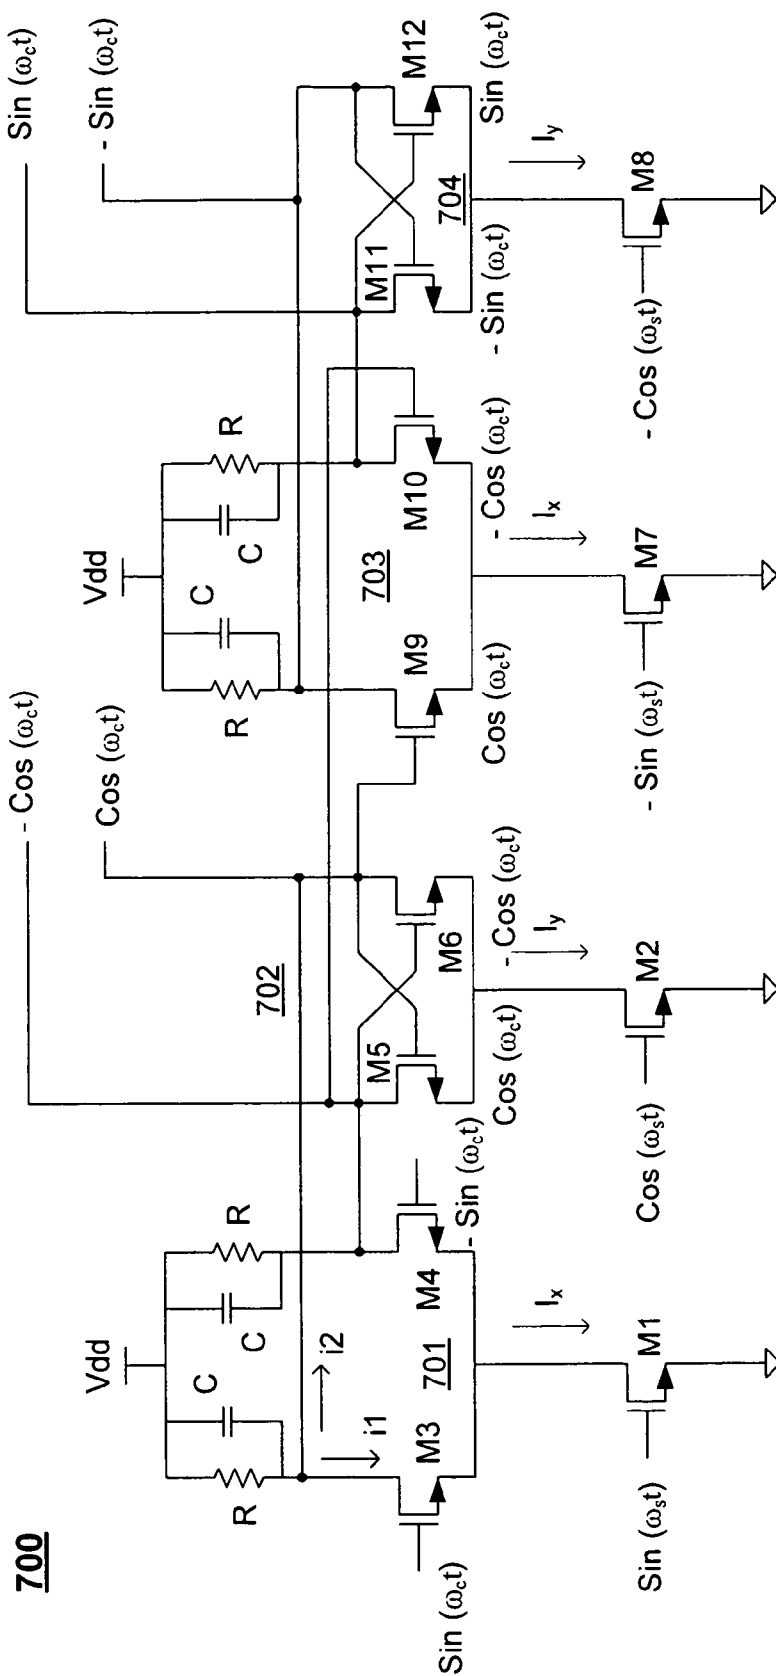 700
Vdd
R
C
C
R
i1
i2
M3
701
M4
Sin (ωct)
- Sin (ωct)
Ix
Sin (ωst)
M1
- Cos (ωct)
Cos (ωct)
702
M5
M6
Cos (ωct)
- Cos (ωct)
Iy
Cos (ωst)
M2
Vdd
R
C
C
R
M9
703
M10
Cos (ωct)
- Cos (ωct)
Ix
- Sin (ωst)
M7
Sin (ωct)
- Sin (ωct)
M11
M12
704
- Sin (ωct)
Sin (ωct)
Iy
- Cos (ωst)
M8